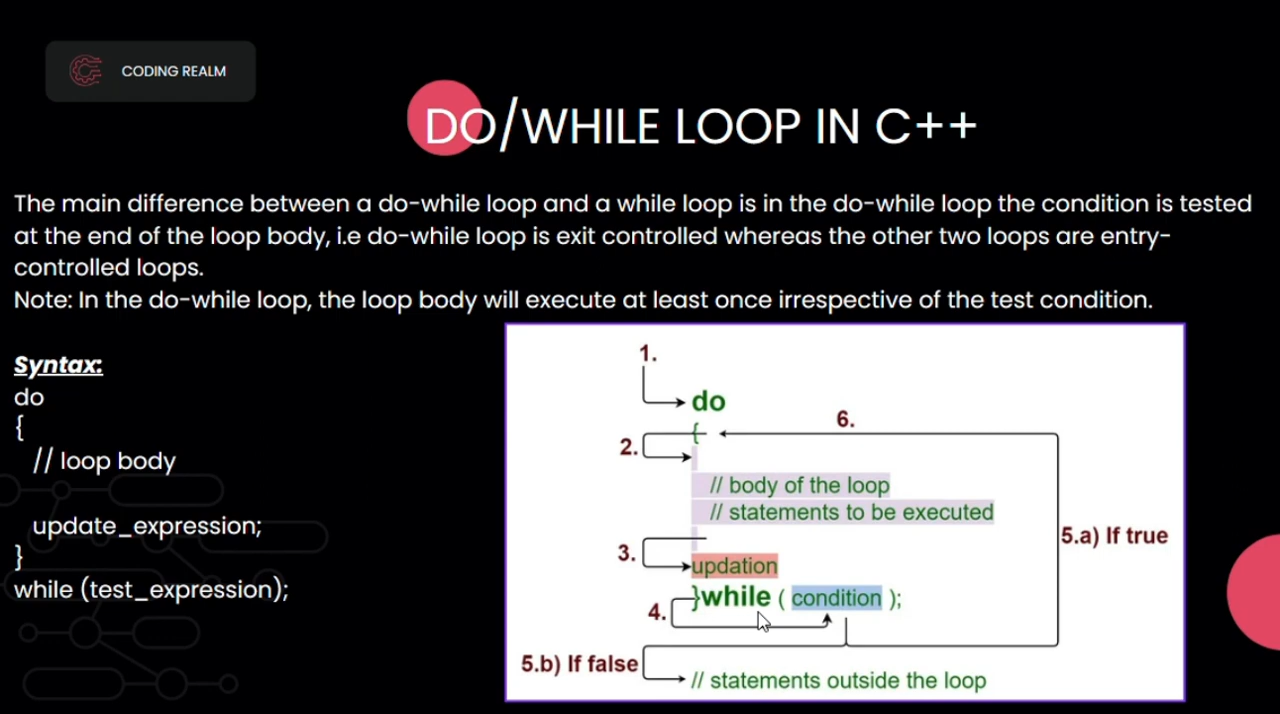 CODING REALM
DO/WHILE LOOP IN C++
The main difference between a do-while loop and a while loop is in the do-while loop the condition is tested
at the end of the loop body, i.e do-while loop is exit controlled whereas the other two loops are entry-
controlled loops.
Note: In the do-while loop, the loop body will execute at least once irrespective of the test condition.
Syntax:
do
{
// loop body
update_expression;
}
while (test_expression);
1.
do
6.
{
2.
// body of the loop
// statements to be executed
5.a) If true
3.
updation
}while ( condition );
4.
5.b) If false
// statements outside the loop